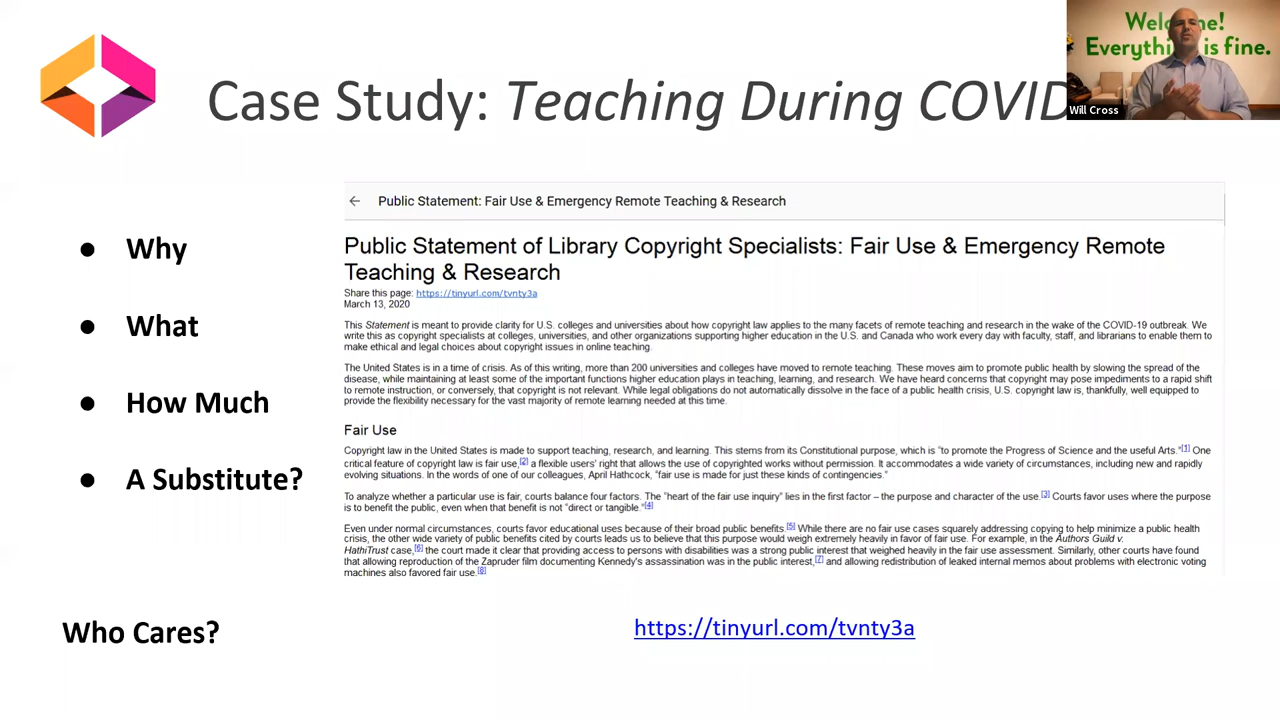 Case Study: Teaching During COVID
Welcome!
Everything is fine.
Will Cross
● Why
● What
● How Much
● A Substitute?
Who Cares?
← Public Statement: Fair Use & Emergency Remote Teaching & Research
Public Statement of Library Copyright Specialists: Fair Use & Emergency Remote
Teaching & Research
Share this page: https://tinyurl.com/tvnty3a
March 13, 2020
This Statement is meant to provide clarity for U.S. colleges and universities about how copyright law applies to the many facets of remote teaching and research in the wake of the COVID-19 outbreak. We
write this as copyright specialists at colleges, universities, and other organizations supporting higher education in the U.S. and Canada who work every day with faculty, staff, and librarians to enable them to
make ethical and legal choices about copyright issues in online teaching.
The United States is in a time of crisis. As of this writing, more than 200 universities and colleges have moved to remote teaching. These moves aim to promote public health by slowing the spread of the
disease, while maintaining at least some of the important functions higher education plays in teaching, learning, and research. We have heard concerns that copyright may pose impediments to a rapid shift
to remote instruction, or conversely, that copyright is not relevant. While legal obligations do not automatically dissolve in the face of a public health crisis, U.S. copyright law is, thankfully, well equipped to
provide the flexibility necessary for the vast majority of remote learning needed at this time.
Fair Use
Copyright law in the United States is made to support teaching, research, and learning. This stems from its Constitutional purpose, which is "to promote the Progress of Science and the useful Arts."[1] One
critical feature of copyright law is fair use,[2] a flexible users' right that allows the use of copyrighted works without permission. It accommodates a wide variety of circumstances, including new and rapidly
evolving situations. In the words of one of our colleagues, April Hathcock, "fair use is made for just these kinds of contingencies."
To analyze whether a particular use is fair, courts balance four factors. The "heart of the fair use inquiry" lies in the first factor – the purpose and character of the use.[3] Courts favor uses where the purpose
is to benefit the public, even when that benefit is not "direct or tangible."[4]
Even under normal circumstances, courts favor educational uses because of their broad public benefits.[5] While there are no fair use cases squarely addressing copying to help minimize a public health
crisis, the other wide variety of public benefits cited by courts leads us to believe that this purpose would weigh extremely heavily in favor of fair use. For example, in the Authors Guild v.
HathiTrust case,[6] the court made it clear that providing access to persons with disabilities was a strong public interest that weighed heavily in the fair use assessment. Similarly, other courts have found
that allowing reproduction of the Zapruder film documenting Kennedy's assassination was in the public interest,[7] and allowing redistribution of leaked internal memos about problems with electronic voting
machines also favored fair use.[8]
https://tinyurl.com/tvnty3a